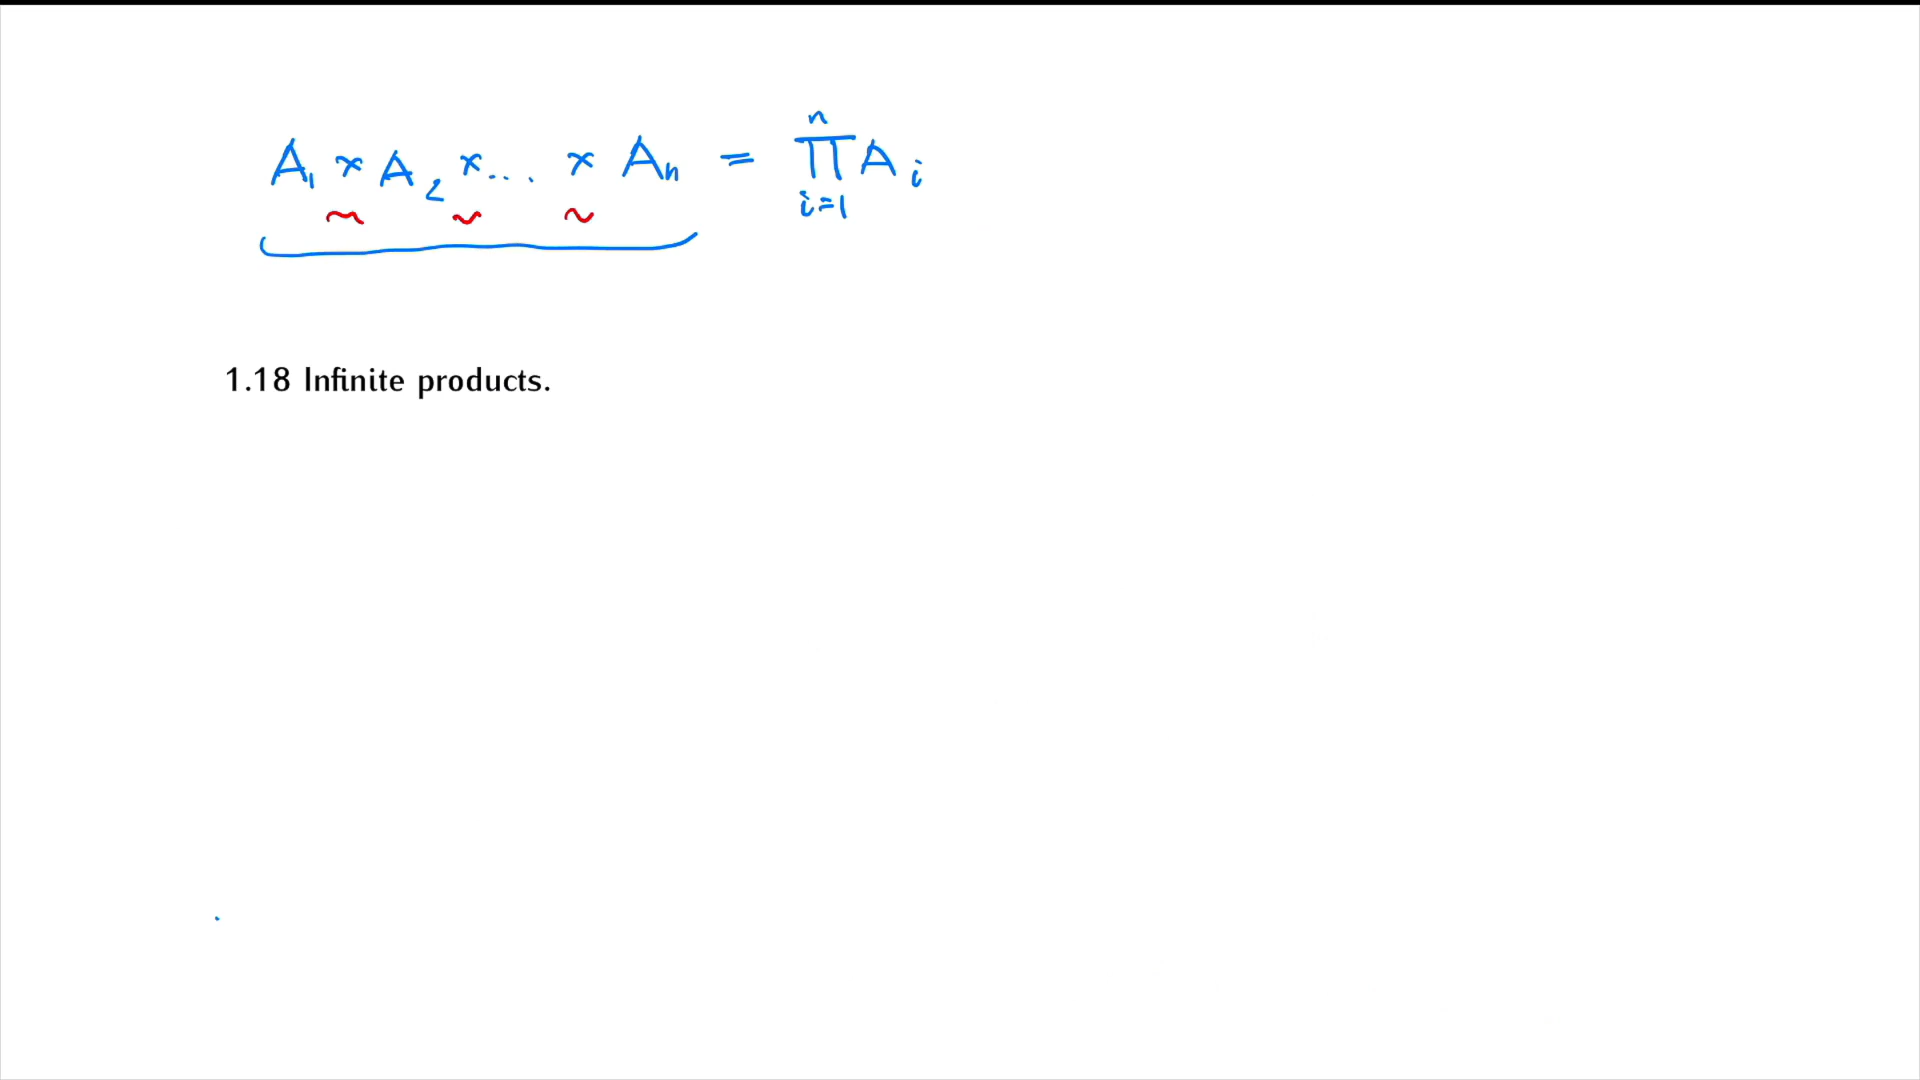 A₁ × A₂ × ... × Aₙ = ∏ᵢ₌₁ⁿ Aᵢ
1.18 Infinite products.